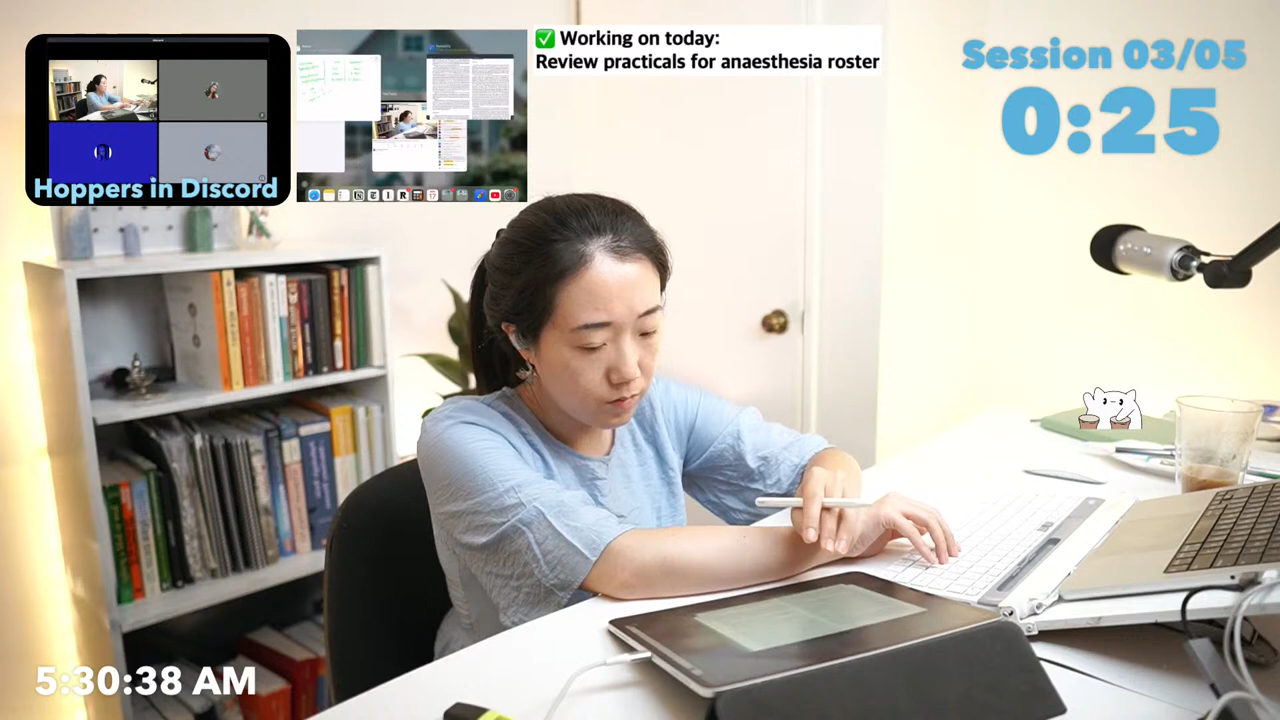 ✅ Working on today:
Review practicals for anaesthesia roster
Session 03/05
0:25
Hoppers in Discord
5:30:38 AM